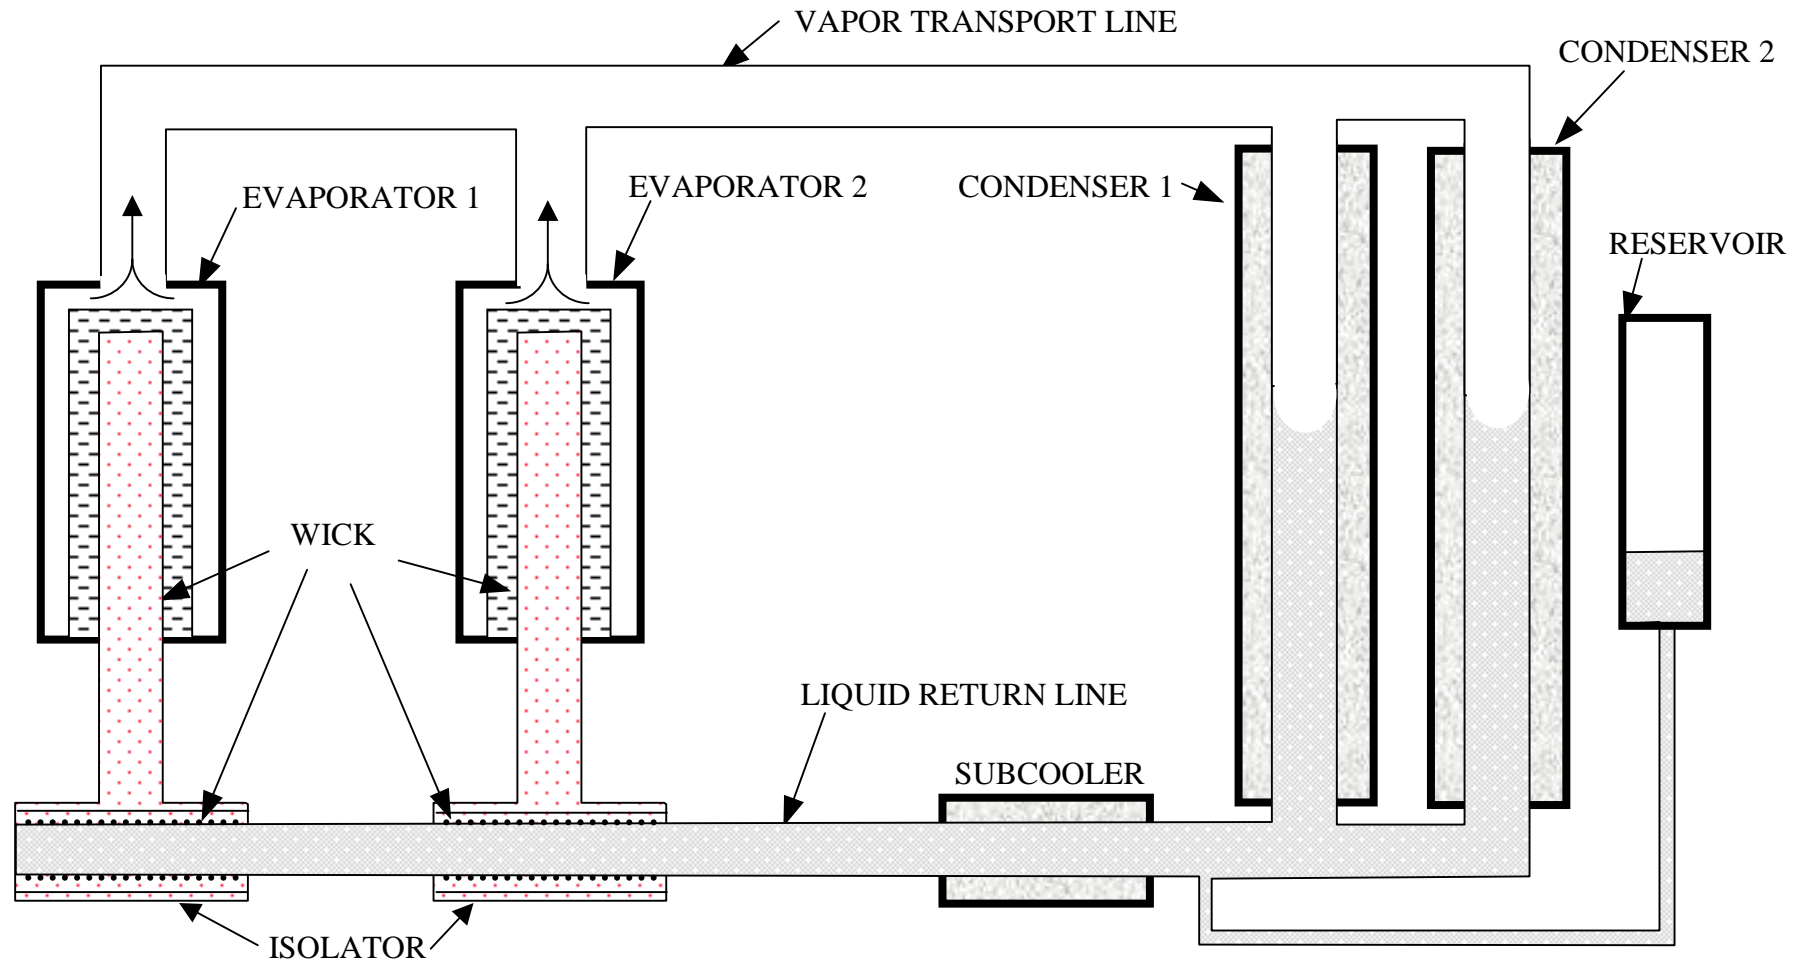 VAPOR TRANSPORT LINE
CONDENSER 2
EVAPORATOR 1
EVAPORATOR 2
CONDENSER 1
RESERVOIR
WICK
LIQUID RETURN LINE
SUBCOOLER
ISOLATOR